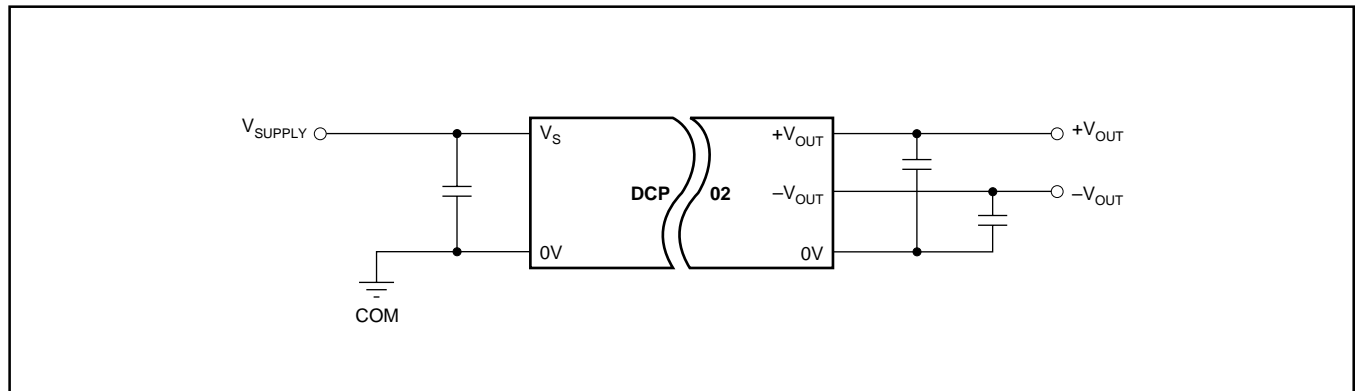 V_SUPPLY
V_S
0V
COM
DCP 02
+V_OUT
−V_OUT
0V
+V_OUT
−V_OUT